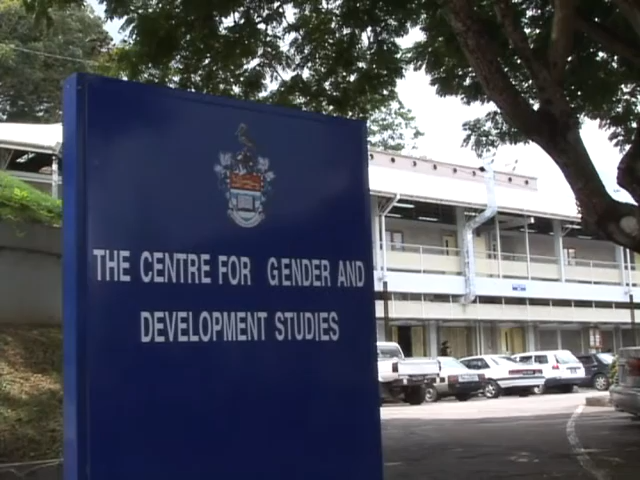 THE CENTRE FOR GENDER AND
DEVELOPMENT STUDIES